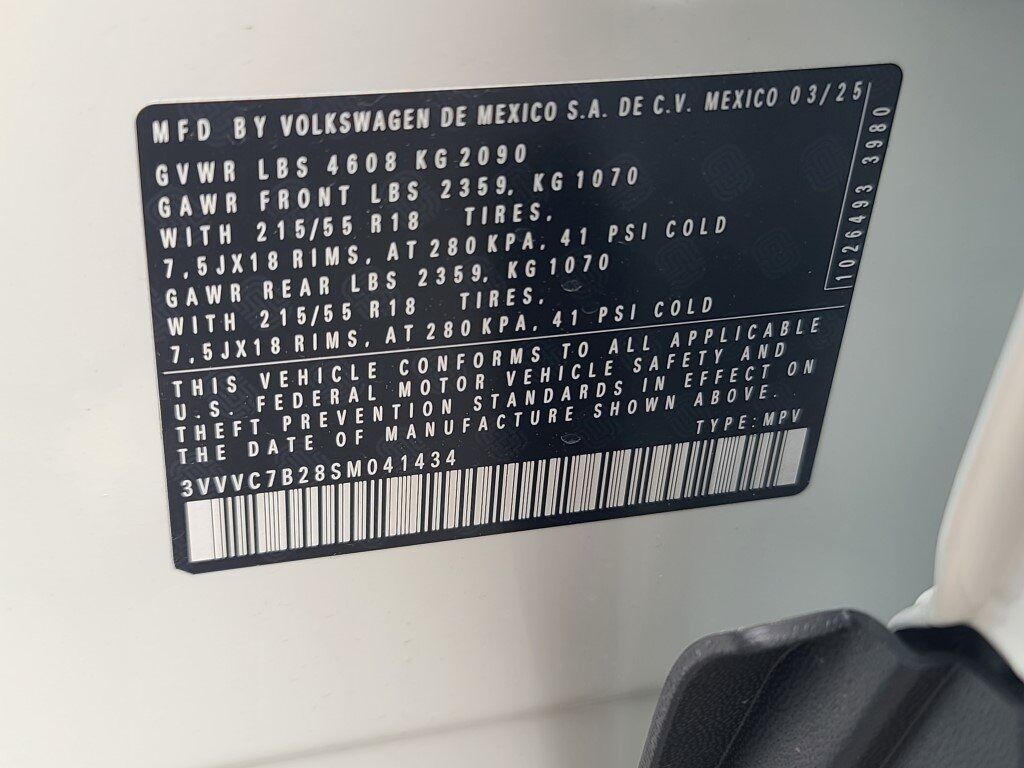 MFD BY VOLKSWAGEN DE MEXICO S.A. DE C.V. MEXICO 03/25
GVWR LBS 4608 KG 2090
GAWR FRONT LBS 2359, KG 1070
WITH 215/55 R18 TIRES,
7,5JX18 RIMS, AT 280 KPA, 41 PSI COLD
GAWR REAR LBS 2359, KG 1070
WITH 215/55 R18 TIRES,
7,5JX18 RIMS, AT 280 KPA, 41 PSI COLD
1026493 3980
THIS VEHICLE CONFORMS TO ALL APPLICABLE
U.S. FEDERAL MOTOR VEHICLE SAFETY AND
THEFT PREVENTION STANDARDS IN EFFECT ON
THE DATE OF MANUFACTURE SHOWN ABOVE.
TYPE: MPV
3VVVC7B28SM041434